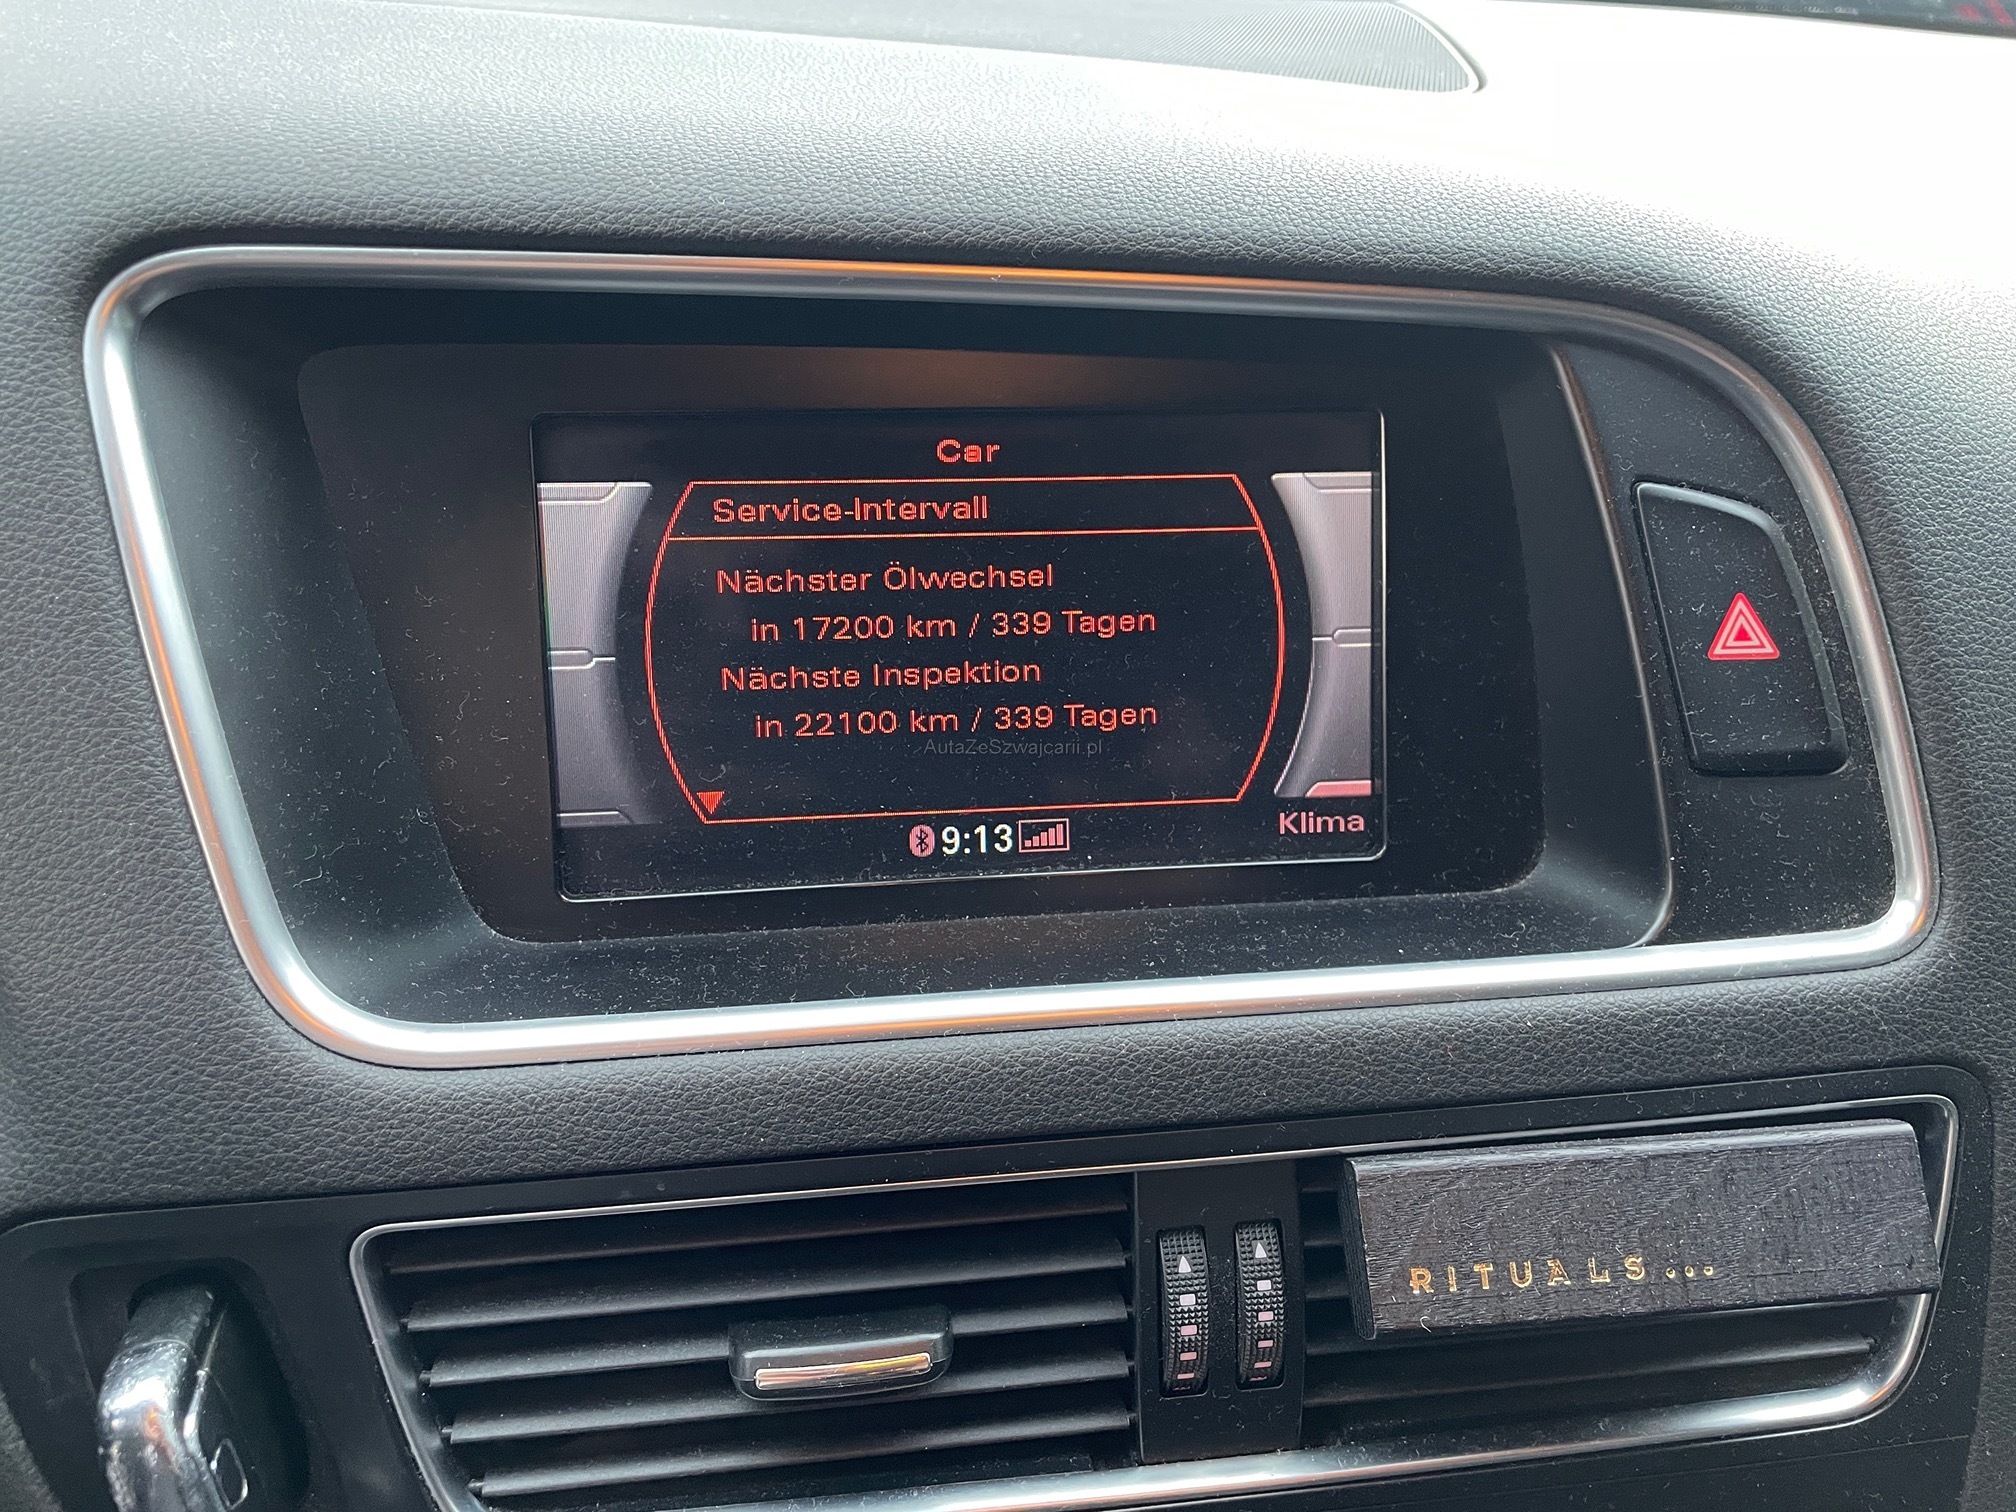 Car
Service-Intervall
Nächster Ölwechsel
in 17200 km / 339 Tagen
Nächste Inspektion
in 22100 km / 339 Tagen
AutaZeSzwajcarii.pl
9:13
Klima
RITUALS...